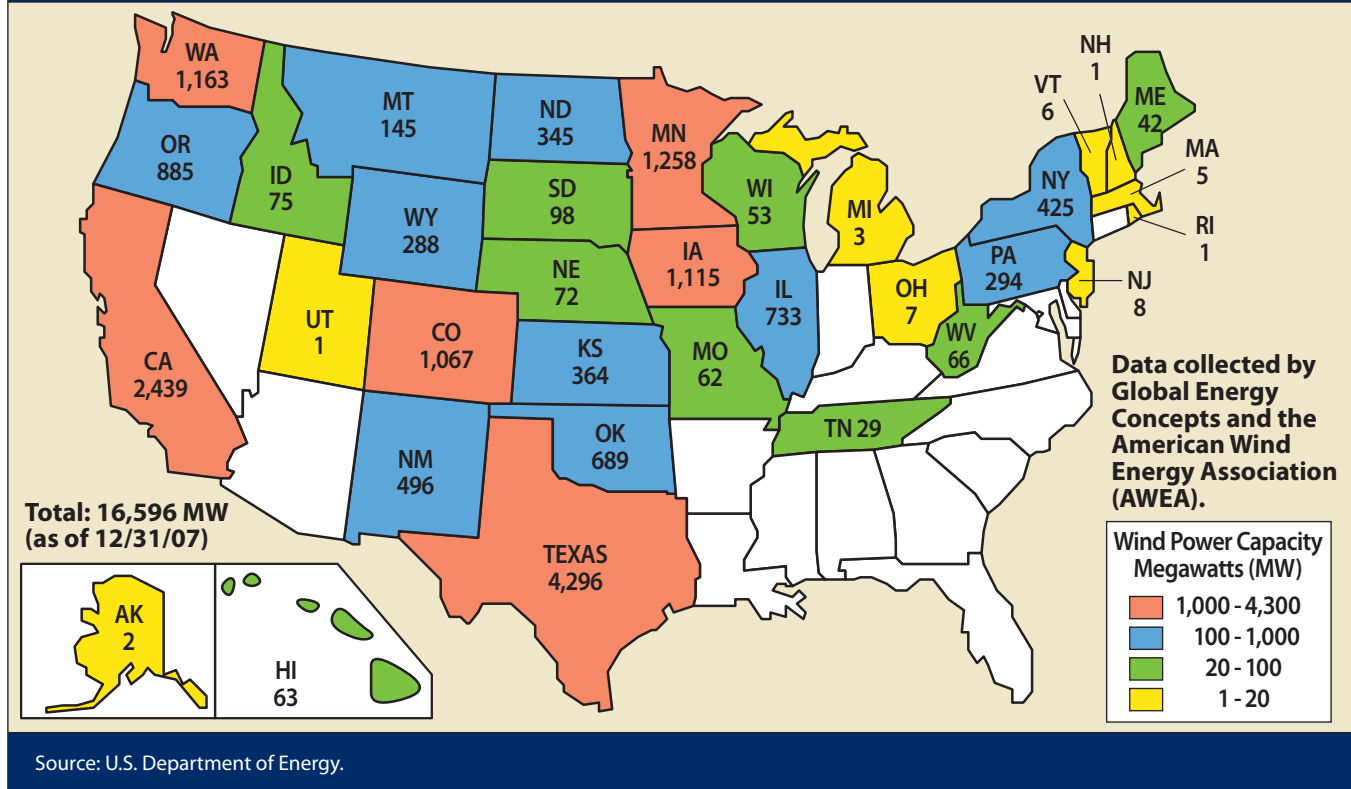 WA
1,163
MT
145
ND
345
MN
1,258
OR
885
ID
75
WY
288
SD
98
WI
53
MI
3
NH
1
VT
6
ME
42
MA
5
NY
425
RI
1
PA
294
NJ
8
IA
1,115
NE
72
IL
733
OH
7
WV
66
UT
1
CO
1,067
KS
364
MO
62
CA
2,439
NM
496
OK
689
TN 29
TEXAS
4,296
Total: 16,596 MW
(as of 12/31/07)
AK
2
HI
63
Data collected by
Global Energy
Concepts and the
American Wind
Energy Association
(AWEA).
Wind Power Capacity
Megawatts (MW)
1,000 - 4,300
100 - 1,000
20 - 100
1 - 20
Source: U.S. Department of Energy.